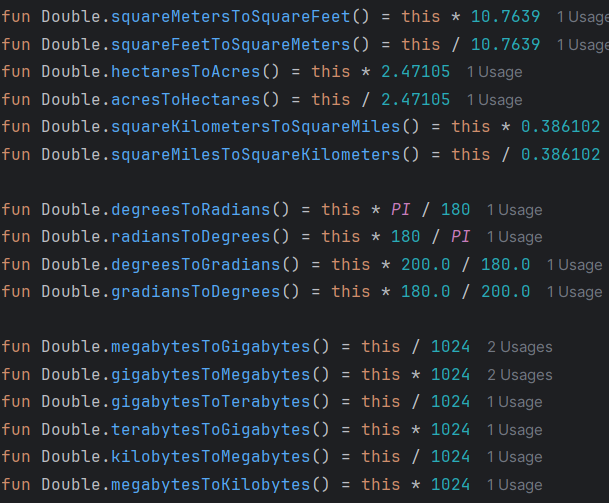 fun Double.squareMetersToSquareFeet() = this * 10.7639 1 Usage
fun Double.squareFeetToSquareMeters() = this / 10.7639 1 Usage
fun Double.hectaresToAcres() = this * 2.47105 1 Usage
fun Double.acresToHectares() = this / 2.47105 1 Usage
fun Double.squareKilometersToSquareMiles() = this * 0.386102
fun Double.squareMilesToSquareKilometers() = this / 0.386102
fun Double.degreesToRadians() = this * PI / 180 1 Usage
fun Double.radiansToDegrees() = this * 180 / PI 1 Usage
fun Double.degreesToGradians() = this * 200.0 / 180.0 1 Usage
fun Double.gradiansToDegrees() = this * 180.0 / 200.0 1 Usage
fun Double.megabytesToGigabytes() = this / 1024 2 Usages
fun Double.gigabytesToMegabytes() = this * 1024 2 Usages
fun Double.gigabytesToTerabytes() = this / 1024 1 Usage
fun Double.terabytesToGigabytes() = this * 1024 1 Usage
fun Double.kilobytesToMegabytes() = this / 1024 1 Usage
fun Double.megabytesToKilobytes() = this * 1024 1 Usage